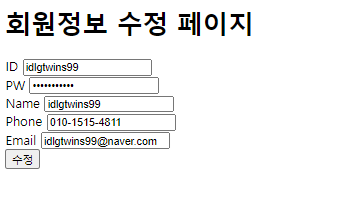 회원정보 수정 페이지
ID idlgtwins99
PW •••••••••••
Name idlgtwins99
Phone 010-1515-4811
Email idlgtwins99@naver.com
수정